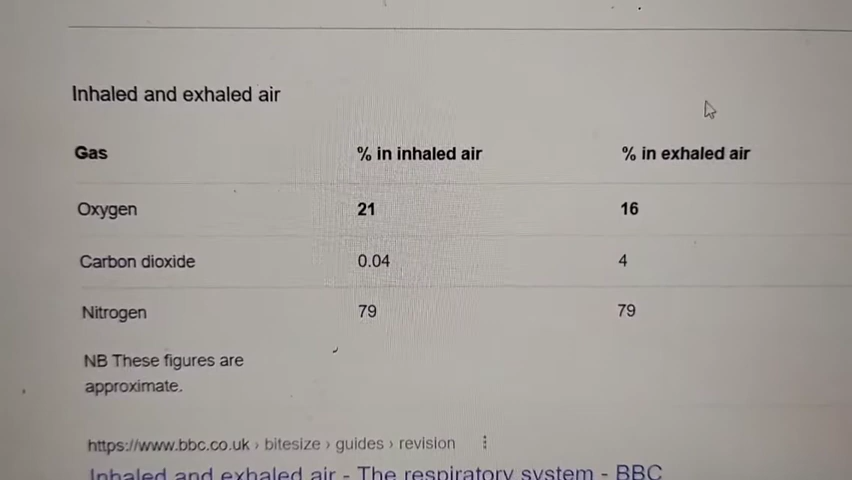 Inhaled and exhaled air
Gas % in inhaled air % in exhaled air
Oxygen 21 16
Carbon dioxide 0.04 4
Nitrogen 79 79
NB These figures are
approximate.
https://www.bbc.co.uk › bitesize › guides › revision
Inhaled and exhaled air - The respiratory system - BBC